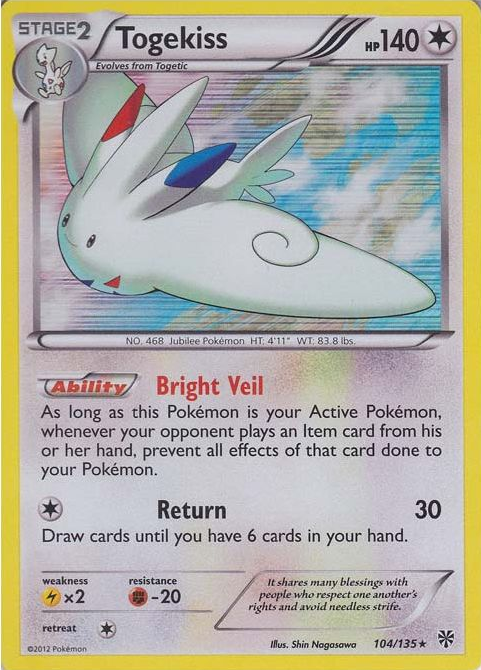 STAGE2
Togekiss
HP140
Evolves from Togetic
NO. 468 Jubilee Pokémon HT: 4'11" WT: 83.8 lbs.
Ability Bright Veil
As long as this Pokémon is your Active Pokémon,
whenever your opponent plays an Item card from his
or her hand, prevent all effects of that card done to
your Pokémon.
Return 30
Draw cards until you have 6 cards in your hand.
weakness
×2
resistance
-20
retreat
It shares many blessings with
people who respect one another's
rights and avoid needless strife.
©2012 Pokémon
Illus. Shin Nagasawa
104/135★